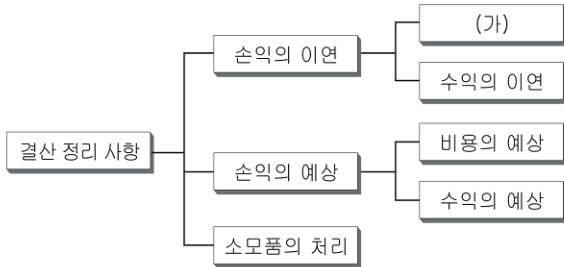 결산 정리 사항
손익의 이연
(가)
수익의 이연
손익의 예상
비용의 예상
수익의 예상
소모품의 처리